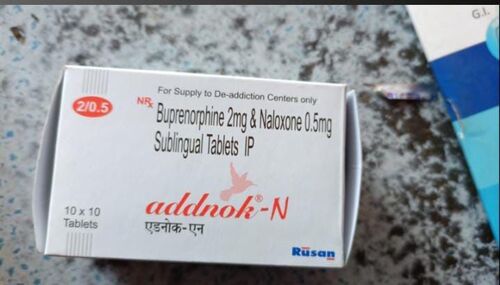 G.I.
For Supply to De-addiction Centers only
2/0.5
NRx Buprenorphine 2mg & Naloxone 0.5mg
Sublingual Tablets IP
addnok®-N
एडनोक-एन
10 x 10
Tablets
Rusan